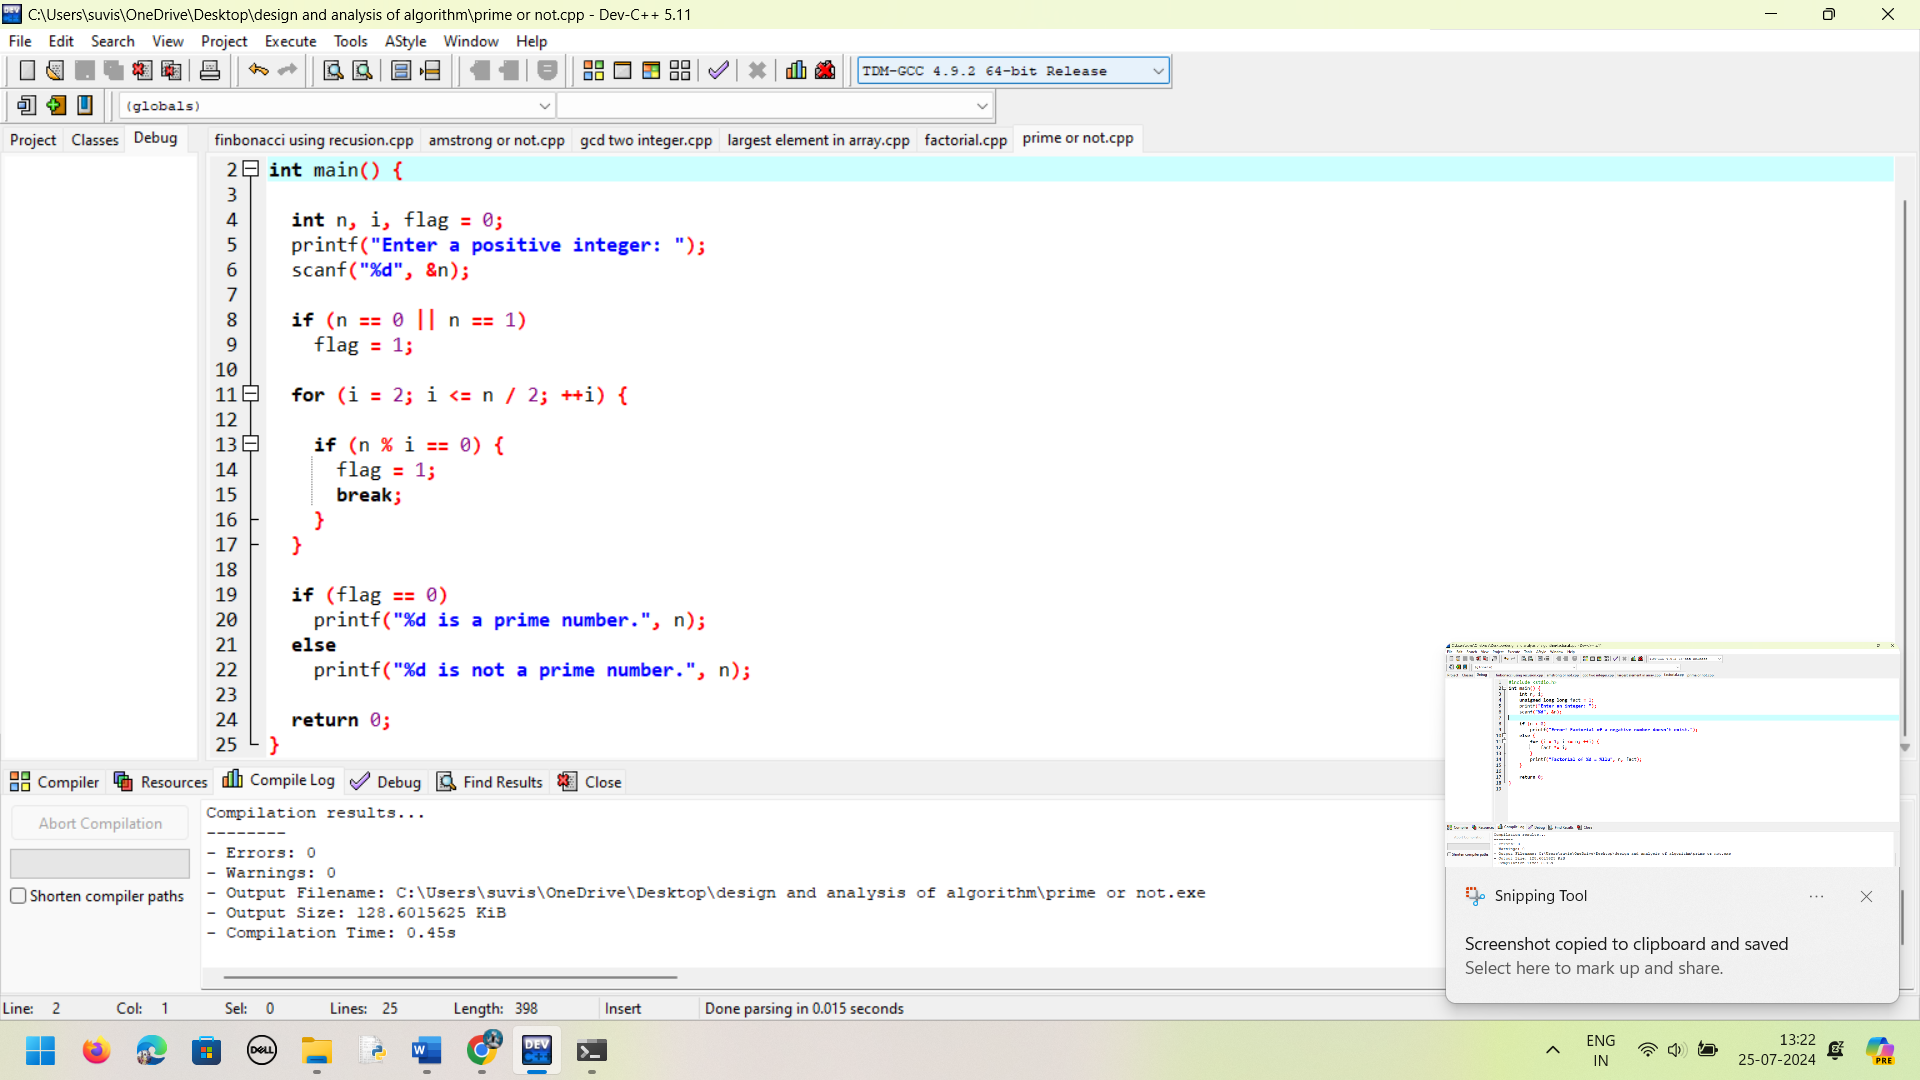 C:\Users\suvis\OneDrive\Desktop\design and analysis of algorithm\prime or not.cpp - Dev-C++ 5.11
File Edit Search View Project Execute Tools AStyle Window Help
TDM-GCC 4.9.2 64-bit Release
(globals)
Project Classes Debug
finbonacci using recusion.cpp amstrong or not.cpp gcd two integer.cpp largest element in array.cpp factorial.cpp prime or not.cpp
2 int main() {
3
4 int n, i, flag = 0;
5 printf("Enter a positive integer: ");
6 scanf("%d", &n);
7
8 if (n == 0 || n == 1)
9 flag = 1;
10
11 for (i = 2; i <= n / 2; ++i) {
12
13 if (n % i == 0) {
14 flag = 1;
15 break;
16 }
17 }
18
19 if (flag == 0)
20 printf("%d is a prime number.", n);
21 else
22 printf("%d is not a prime number.", n);
23
24 return 0;
25 }
Compiler Resources Compile Log Debug Find Results Close
Abort Compilation
Shorten compiler paths
Compilation results...
--------
- Errors: 0
- Warnings: 0
- Output Filename: C:\Users\suvis\OneDrive\Desktop\design and analysis of algorithm\prime or not.exe
- Output Size: 128.6015625 KiB
- Compilation Time: 0.45s
Snipping Tool
Screenshot copied to clipboard and saved
Select here to mark up and share.
Line: 2 Col: 1 Sel: 0 Lines: 25 Length: 398 Insert Done parsing in 0.015 seconds
DELL
DEV C++
ENG
IN
13:22
25-07-2024
PRE